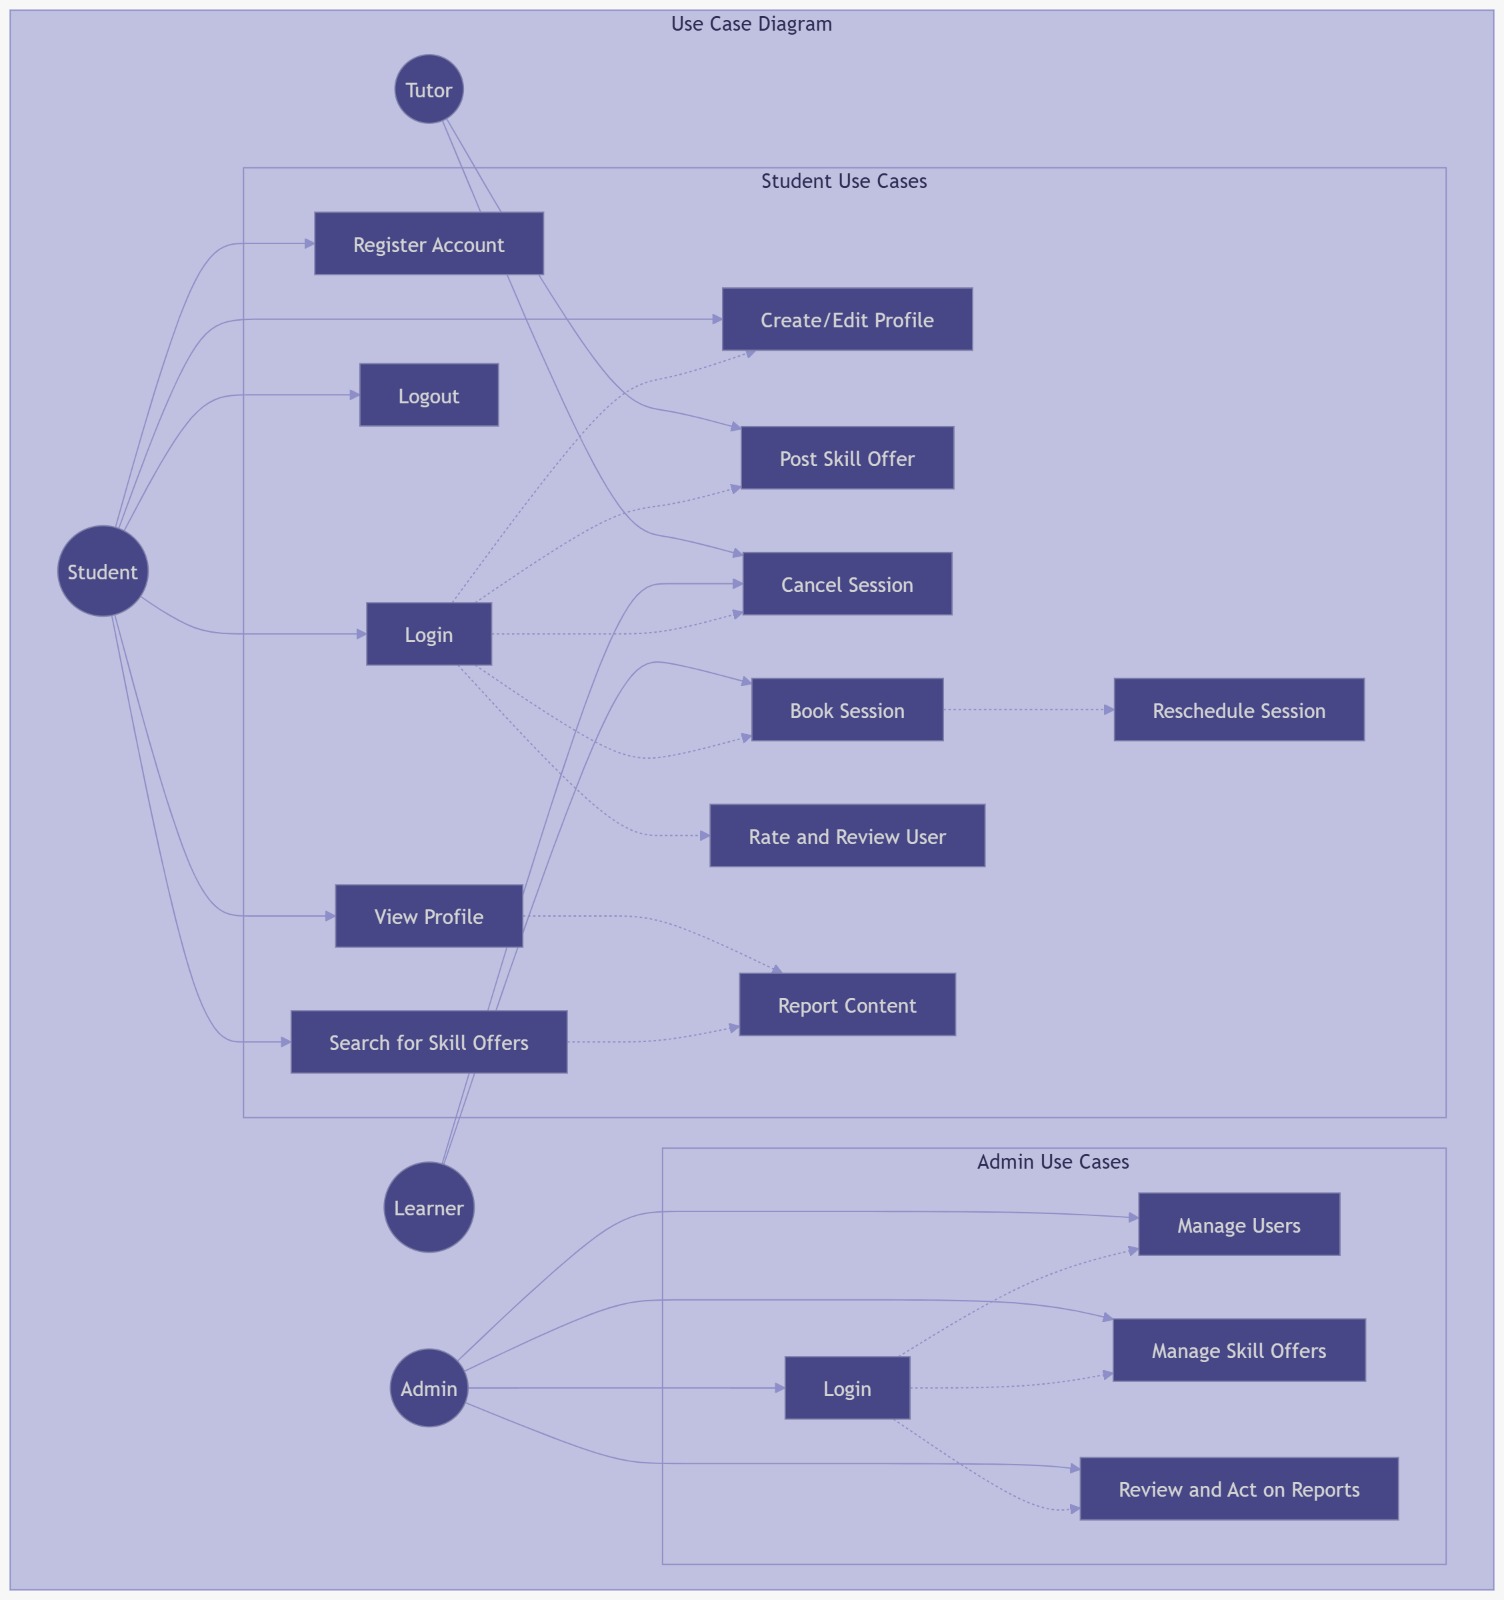 Use Case Diagram
Tutor
Student Use Cases
Register Account
Create/Edit Profile
Logout
Post Skill Offer
Student
Cancel Session
Login
Book Session
Reschedule Session
Rate and Review User
View Profile
Report Content
Search for Skill Offers
Admin Use Cases
Learner
Manage Users
Manage Skill Offers
Admin
Login
Review and Act on Reports